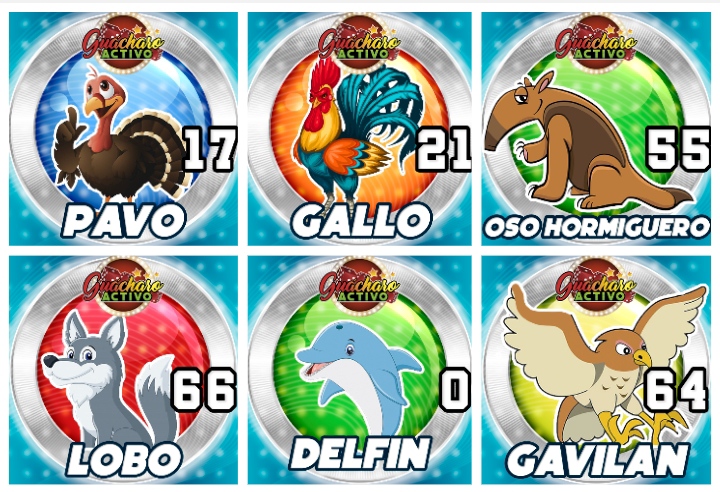 Guácharo
ACTIVO
17
PAVO
Guácharo
ACTIVO
21
GALLO
Guácharo
ACTIVO
55
OSO HORMIGUERO
Guácharo
ACTIVO
66
LOBO
Guácharo
ACTIVO
0
DELFIN
Guácharo
ACTIVO
64
GAVILAN